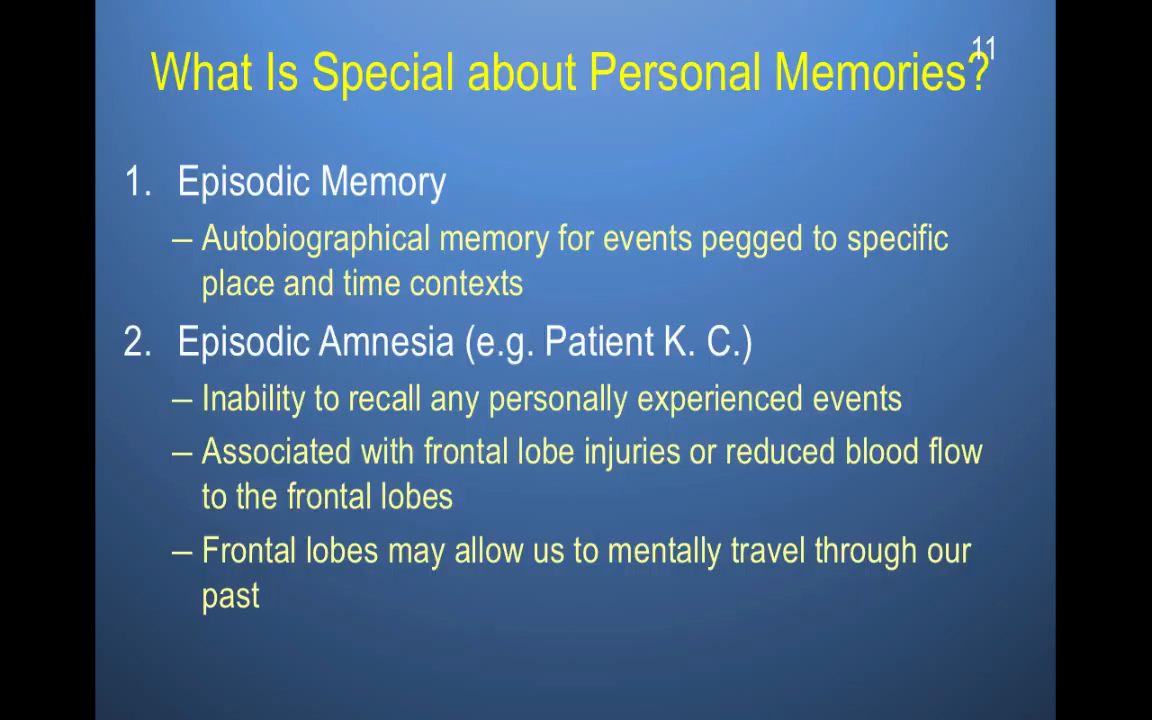 11
What Is Special about Personal Memories?
1. Episodic Memory
– Autobiographical memory for events pegged to specific
place and time contexts
2. Episodic Amnesia (e.g. Patient K. C.)
– Inability to recall any personally experienced events
– Associated with frontal lobe injuries or reduced blood flow
to the frontal lobes
– Frontal lobes may allow us to mentally travel through our
past